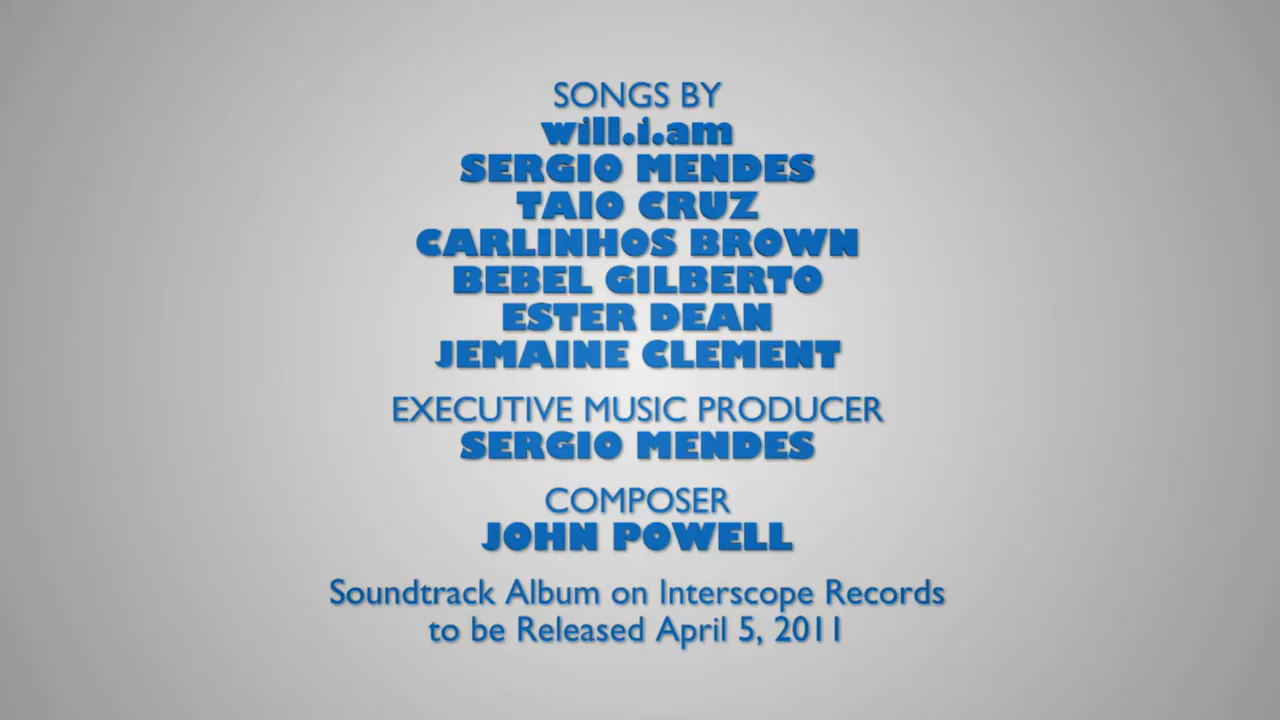 SONGS BY
will.i.am
SERGIO MENDES
TAIO CRUZ
CARLINHOS BROWN
BEBEL GILBERTO
ESTER DEAN
JEMAINE CLEMENT
EXECUTIVE MUSIC PRODUCER
SERGIO MENDES
COMPOSER
JOHN POWELL
Soundtrack Album on Interscope Records
to be Released April 5, 2011